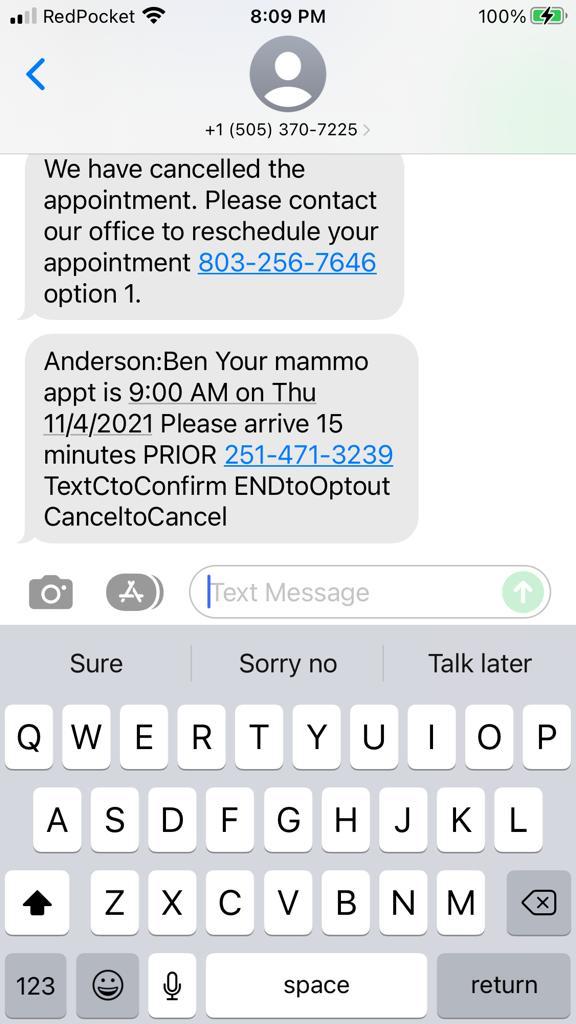 RedPocket 8:09 PM 100%
+1 (505) 370-7225
We have cancelled the
appointment. Please contact
our office to reschedule your
appointment 803-256-7646
option 1.
Anderson:Ben Your mammo
appt is 9:00 AM on Thu
11/4/2021 Please arrive 15
minutes PRIOR 251-471-3239
TextCtoConfirm ENDtoOptout
CanceltoCancel
Text Message
Sure Sorry no Talk later
Q W E R T Y U I O P
A S D F G H J K L
Z X C V B N M
123 space return